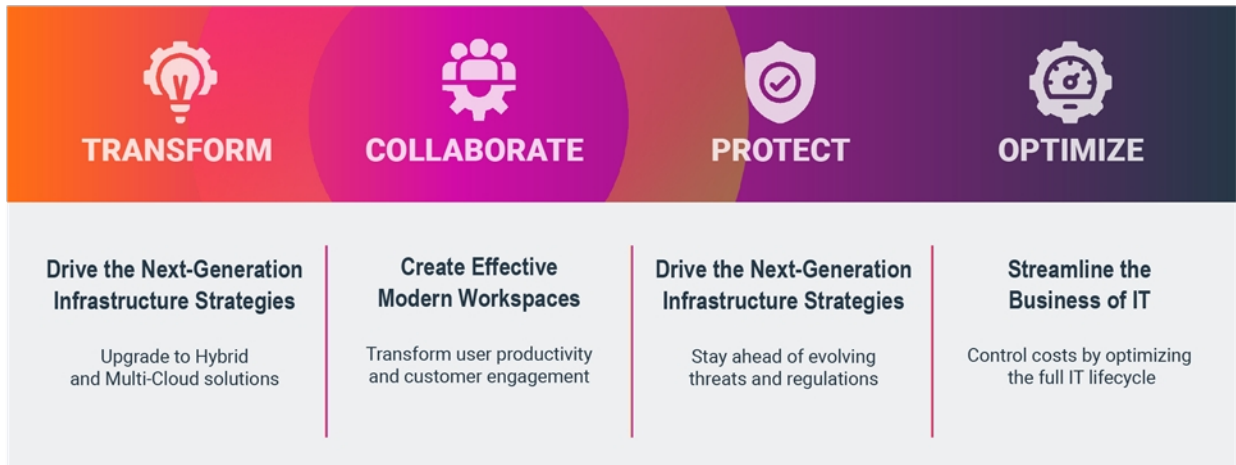 TRANSFORM
Drive the Next-Generation
Infrastructure Strategies
Upgrade to Hybrid
and Multi-Cloud solutions
COLLABORATE
Create Effective
Modern Workspaces
Transform user productivity
and customer engagement
PROTECT
Drive the Next-Generation
Infrastructure Strategies
Stay ahead of evolving
threats and regulations
OPTIMIZE
Streamline the
Business of IT
Control costs by optimizing
the full IT lifecycle